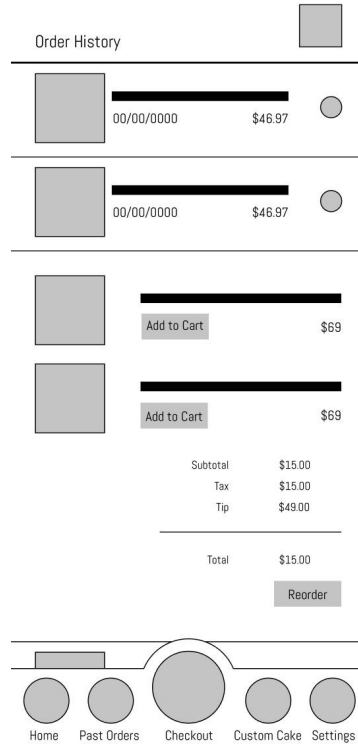 Order History
00/00/0000 $46.97
00/00/0000 $46.97
Add to Cart $69
Add to Cart $69
Subtotal $15.00
Tax $15.00
Tip $49.00
Total $15.00
Reorder
Home Past Orders Checkout Custom Cake Settings